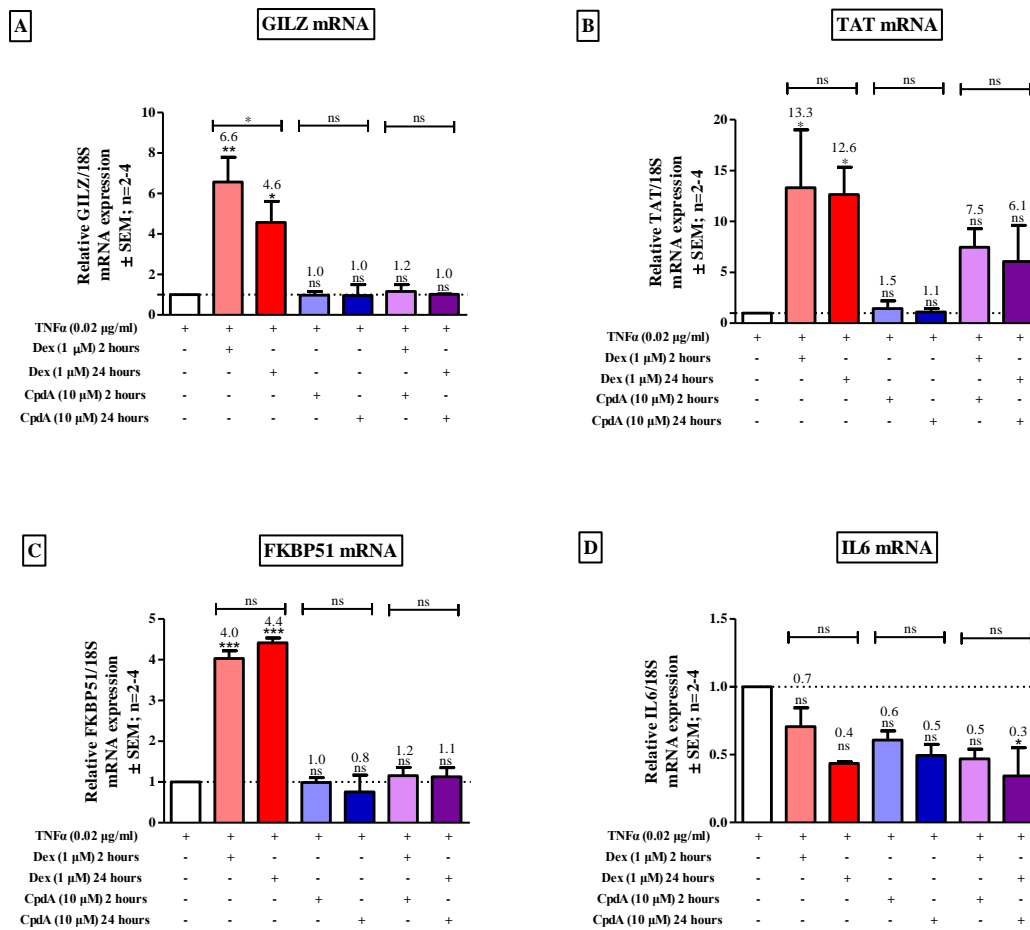 A
GILZ mRNA
Relative GILZ/18S
mRNA expression
± SEM; n=2-4
10
8
6
4
2
0
* ns ns
6.6 4.6 1.0 1.0 1.2 1.0
** * ns ns ns ns
TNFα (0.02 µg/ml) + + + + + + +
Dex (1 µM) 2 hours - + - - - + -
Dex (1 µM) 24 hours - - + - - - +
CpdA (10 µM) 2 hours - - - + - + -
CpdA (10 µM) 24 hours - - - - + - +
B
TAT mRNA
Relative TAT/18S
mRNA expression
± SEM; n=2-4
20
15
10
5
0
ns ns ns
13.3 12.6 1.5 1.1 7.5 6.1
* * ns ns ns ns
TNFα (0.02 µg/ml) + + + + + + +
Dex (1 µM) 2 hours - + - - - + -
Dex (1 µM) 24 hours - - + - - - +
CpdA (10 µM) 2 hours - - - + - + -
CpdA (10 µM) 24 hours - - - - + - +
C
FKBP51 mRNA
Relative FKBP51/18S
mRNA expression
± SEM; n=2-4
5
4
3
2
1
0
ns ns ns
4.0 4.4 1.0 0.8 1.2 1.1
*** *** ns ns ns ns
TNFα (0.02 µg/ml) + + + + + + +
Dex (1 µM) 2 hours - + - - - + -
Dex (1 µM) 24 hours - - + - - - +
CpdA (10 µM) 2 hours - - - + - + -
CpdA (10 µM) 24 hours - - - - + - +
D
IL6 mRNA
Relative IL6/18S
mRNA expression
± SEM; n=2-4
1.5
1.0
0.5
0.0
ns ns ns
0.7 0.4 0.6 0.5 0.5 0.3
ns ns ns ns ns *
TNFα (0.02 µg/ml) + + + + + + +
Dex (1 µM) 2 hours - + - - - + -
Dex (1 µM) 24 hours - - + - - - +
CpdA (10 µM) 2 hours - - - + - + -
CpdA (10 µM) 24 hours - - - - + - +